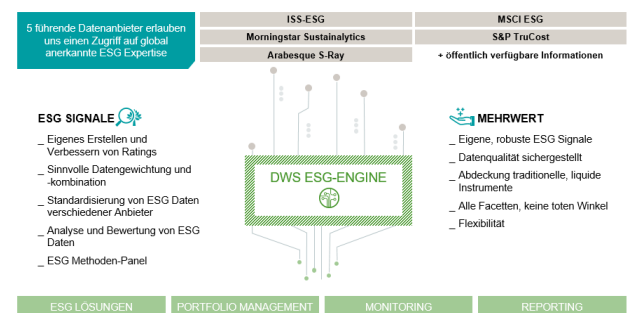 5 führende Datenanbieter erlauben
uns einen Zugriff auf global
anerkannte ESG Expertise
ISS-ESG
MSCI ESG
Morningstar Sustainalytics
S&P TruCost
Arabesque S-Ray
+ öffentlich verfügbare Informationen
ESG SIGNALE
_ Eigenes Erstellen und
Verbessern von Ratings
_ Sinnvolle Datengewichtung und
-kombination
_ Standardisierung von ESG Daten
verschiedener Anbieter
_ Analyse und Bewertung von ESG
Daten
_ ESG Methoden-Panel
DWS ESG-ENGINE
MEHRWERT
_ Eigene, robuste ESG Signale
_ Datenqualität sichergestellt
_ Abdeckung traditionelle, liquide
Instrumente
_ Alle Facetten, keine toten Winkel
_ Flexibilität
ESG LÖSUNGEN
PORTFOLIO MANAGEMENT
MONITORING
REPORTING